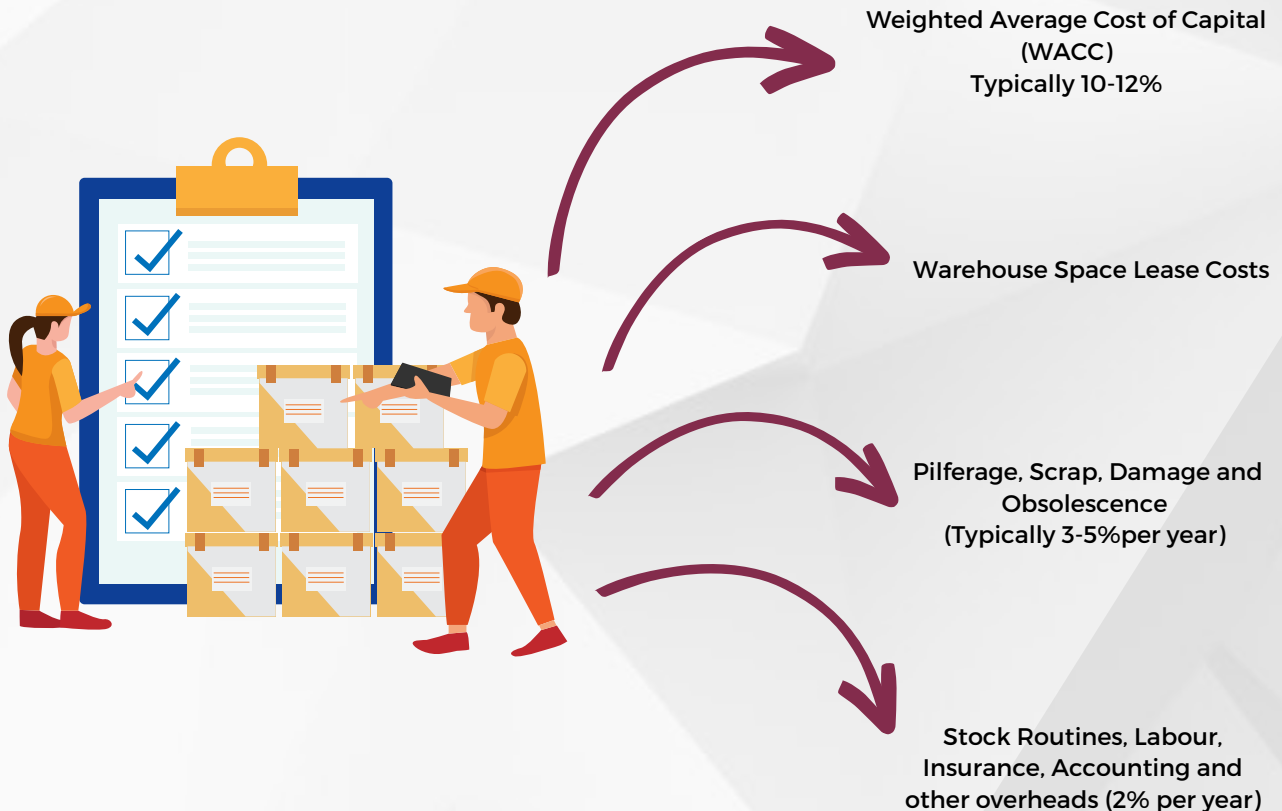 Weighted Average Cost of Capital
(WACC)
Typically 10-12%
Warehouse Space Lease Costs
Pilferage, Scrap, Damage and
Obsolescence
(Typically 3-5%per year)
Stock Routines, Labour,
Insurance, Accounting and
other overheads (2% per year)